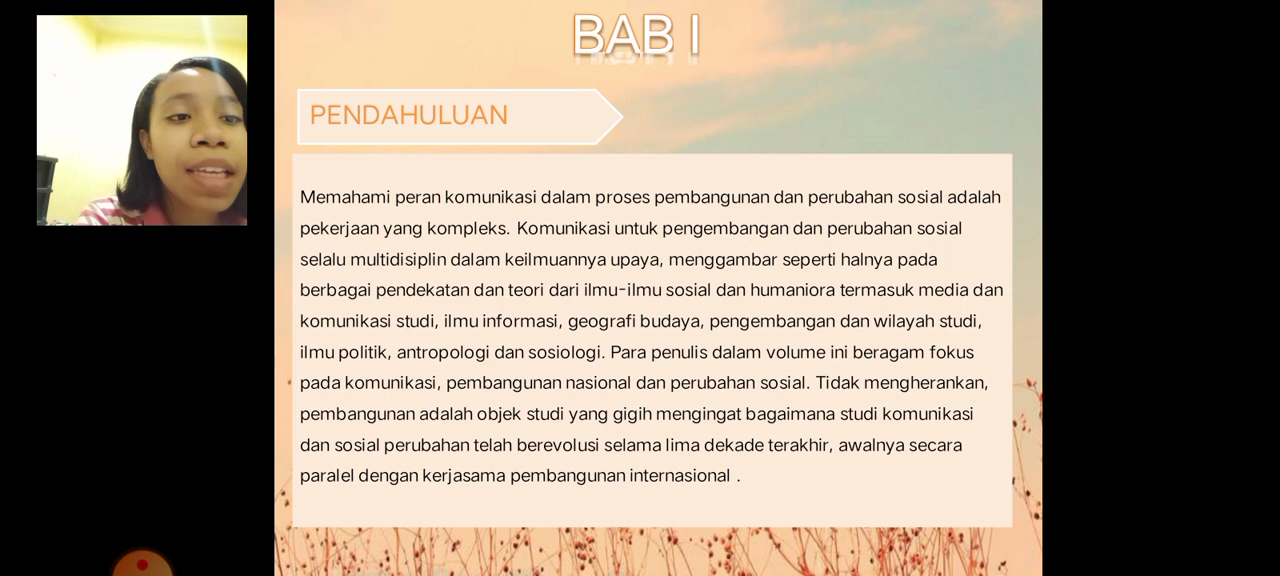 BAB I
PENDAHULUAN
Memahami peran komunikasi dalam proses pembangunan dan perubahan sosial adalah
pekerjaan yang kompleks. Komunikasi untuk pengembangan dan perubahan sosial
selalu multidisiplin dalam keilmuannya upaya, menggambar seperti halnya pada
berbagai pendekatan dan teori dari ilmu-ilmu sosial dan humaniora termasuk media dan
komunikasi studi, ilmu informasi, geografi budaya, pengembangan dan wilayah studi,
ilmu politik, antropologi dan sosiologi. Para penulis dalam volume ini beragam fokus
pada komunikasi, pembangunan nasional dan perubahan sosial. Tidak mengherankan,
pembangunan adalah objek studi yang gigih mengingat bagaimana studi komunikasi
dan sosial perubahan telah berevolusi selama lima dekade terakhir, awalnya secara
paralel dengan kerjasama pembangunan internasional .